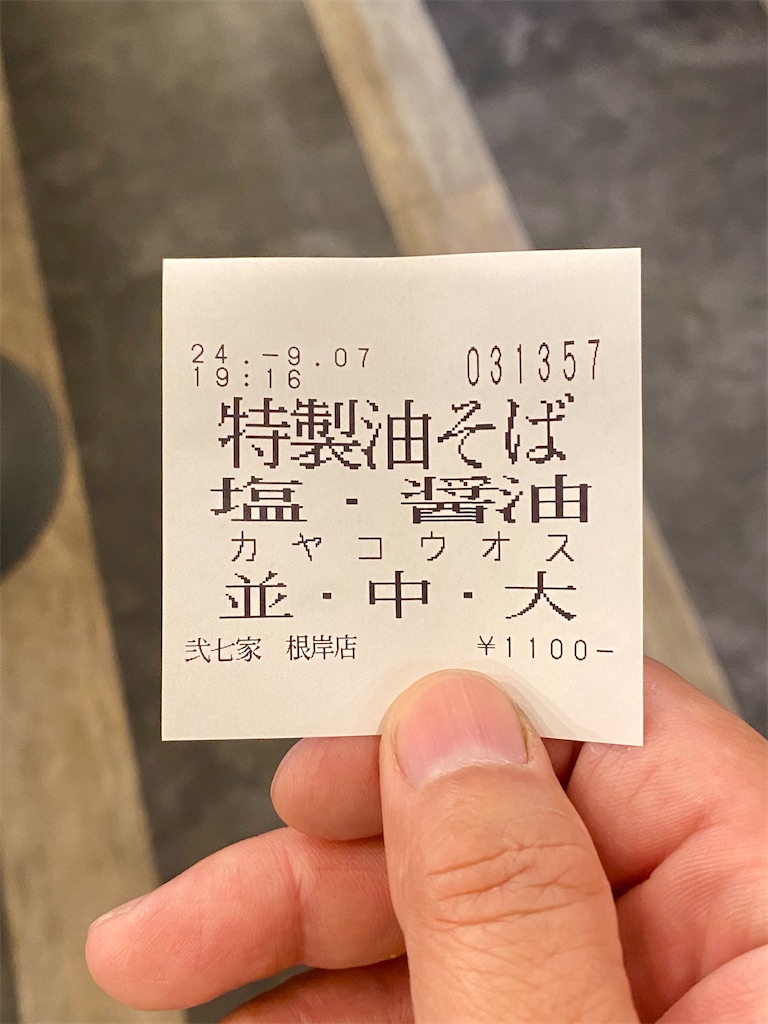 24.-9.07
19:16
031357
特製油そば
塩・醤油
カヤコウオス
並・中・大
弐七家 根岸店 ¥1100-